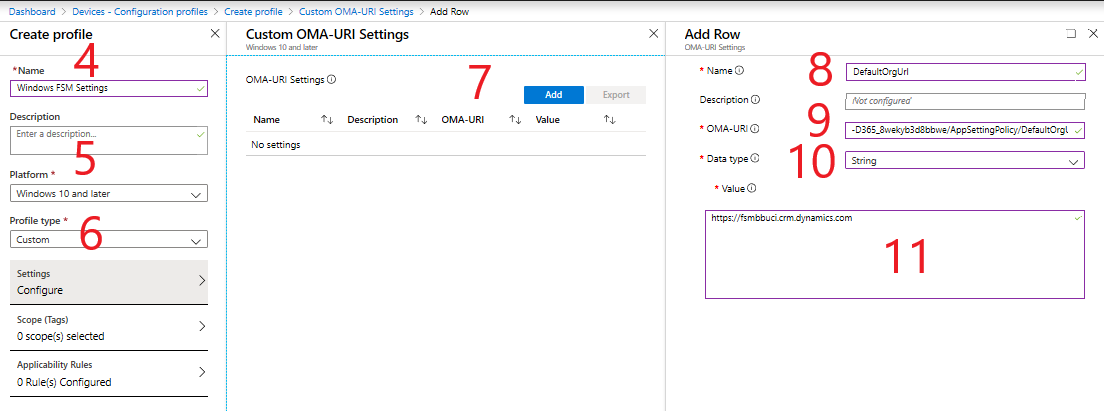 Dashboard > Devices - Configuration profiles > Create profile > Custom OMA-URI Settings > Add Row
Create profile
4
*Name
Windows FSM Settings
Description
Enter a description...
5
Platform *
Windows 10 and later
Profile type *
6
Custom
Settings
Configure
Scope (Tags)
0 scope(s) selected
Applicability Rules
0 Rule(s) Configured
Custom OMA-URI Settings
Windows 10 and later
7
OMA-URI Settings
Add Export
Name Description OMA-URI Value
No settings
Add Row
OMA-URI Settings
* Name 8 DefaultOrgUrl
Description 'Not configured'
* OMA-URI 9 -D365_8wekyb3d8bbwe/AppSettingPolicy/DefaultOrgU
* Data type 10 String
* Value
https://fsmbbuci.crm.dynamics.com
11